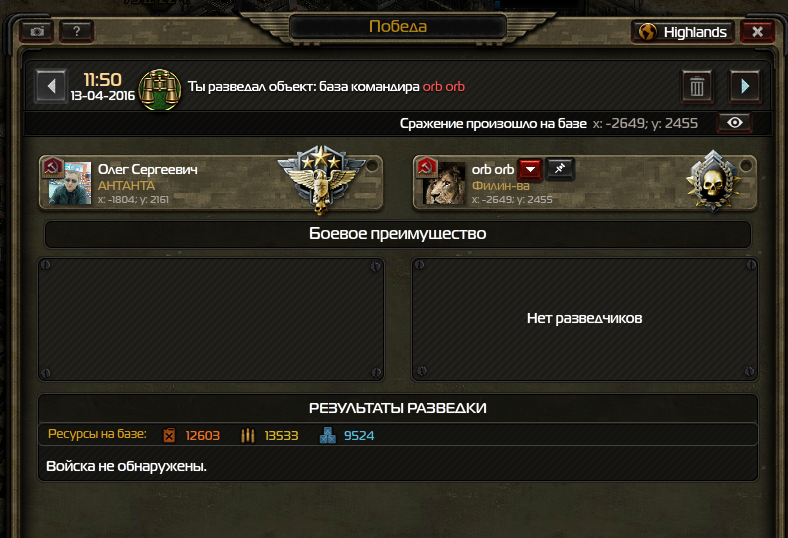 Победа
?
Highlands
11:50
13-04-2016
Ты разведал объект: база командира orb orb
Сражение произошло на базе x: -2649; y: 2455
Олег Сергеевич
АНТАНТА
x: -1804; y: 2161
orb orb
Филин-ва
x: -2649; y: 2455
Боевое преимущество
Нет разведчиков
РЕЗУЛЬТАТЫ РАЗВЕДКИ
Ресурсы на базе: 12603 13533 9524
Войска не обнаружены.